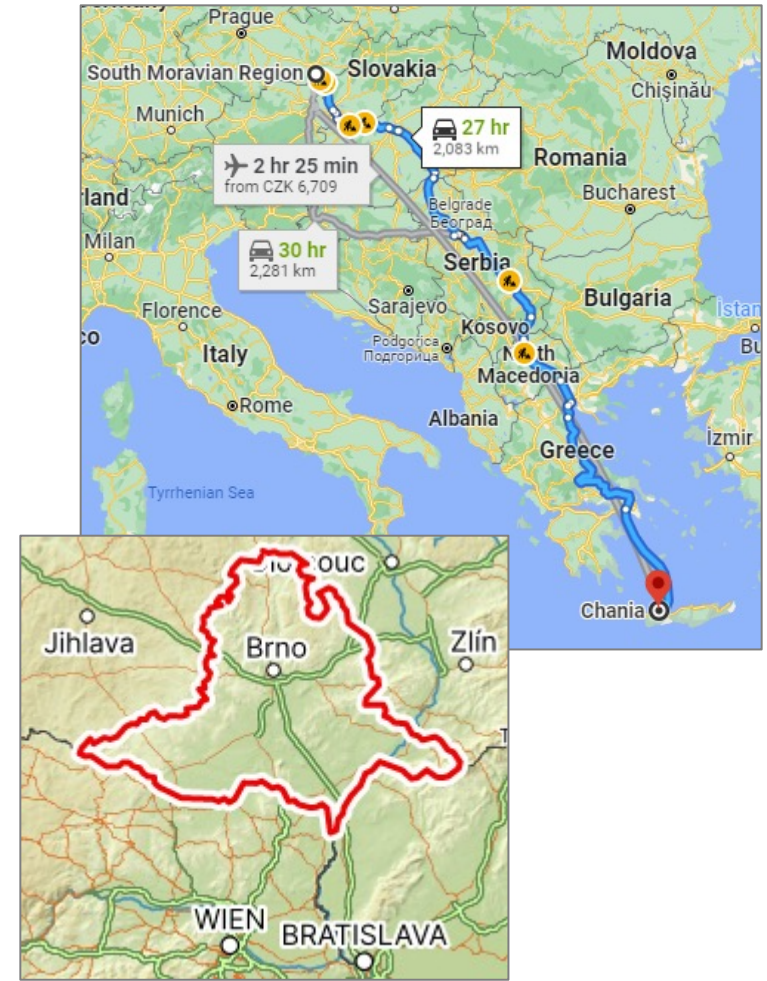 Prague
Moldova
South Moravian Region
Slovakia
Chișinău
Munich
27 hr
2,083 km
2 hr 25 min
from CZK 6,709
Romania
Bucharest
Belgrade
Београд
Milan
30 hr
2,281 km
Serbia
Sarajevo
Bulgaria
Florence
Kosovo
Podgorica
Подгорица
Italy
Macedonia
Rome
Albania
İzmir
Greece
Tyrrhenian Sea
Chania
Jihlava
Brno
Zlín
WIEN
BRATISLAVA